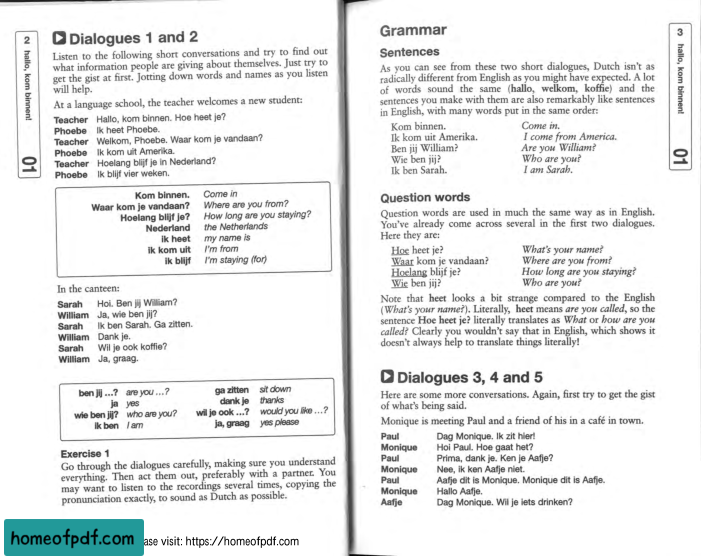 2
hallo, kom binnen!
01
Dialogues 1 and 2
Listen to the following short conversations and try to find out
what information people are giving about themselves. Just try to
get the gist at first. Jotting down words and names as you listen
will help.
At a language school, the teacher welcomes a new student:
Teacher Hallo, kom binnen. Hoe heet je?
Phoebe Ik heet Phoebe.
Teacher Welkom, Phoebe. Waar kom je vandaan?
Phoebe Ik kom uit Amerika.
Teacher Hoelang blijf je in Nederland?
Phoebe Ik blijf vier weken.
Kom binnen. Come in
Waar kom je vandaan? Where are you from?
Hoelang blijf je? How long are you staying?
Nederland the Netherlands
ik heet my name is
ik kom uit I'm from
ik blijf I'm staying (for)
In the canteen:
Sarah Hoi. Ben jij William?
William Ja, wie ben jij?
Sarah Ik ben Sarah. Ga zitten.
William Dank je.
Sarah Wil je ook koffie?
William Ja, graag.
ben jij ...? are you ...? ga zitten sit down
ja yes dank je thanks
wie ben jij? who are you? wil je ook ...? would you like ...?
ik ben I am ja, graag yes please
Exercise 1
Go through the dialogues carefully, making sure you understand
everything. Then act them out, preferably with a partner. You
may want to listen to the recordings several times, copying the
pronunciation exactly, to sound as Dutch as possible.
homeofpdf.com ase visit: https://homeofpdf.com
Grammar
Sentences
As you can see from these two short dialogues, Dutch isn't as
radically different from English as you might have expected. A lot
of words sound the same (hallo, welkom, koffie) and the
sentences you make with them are also remarkably like sentences
in English, with many words put in the same order:
Kom binnen. Come in.
Ik kom uit Amerika. I come from America.
Ben jij William? Are you William?
Wie ben jij? Who are you?
Ik ben Sarah. I am Sarah.
Question words
Question words are used in much the same way as in English.
You've already come across several in the first two dialogues.
Here they are:
Hoe heet je? What's your name?
Waar kom je vandaan? Where are you from?
Hoelang blijf je? How long are you staying?
Wie ben jij? Who are you?
Note that heet looks a bit strange compared to the English
(What's your name?). Literally, heet means are you called, so the
sentence Hoe heet je? literally translates as What or how are you
called? Clearly you wouldn't say that in English, which shows it
doesn't always help to translate things literally!
Dialogues 3, 4 and 5
Here are some more conversations. Again, first try to get the gist
of what's being said.
Monique is meeting Paul and a friend of his in a café in town.
Paul Dag Monique. Ik zit hier!
Monique Hoi Paul. Hoe gaat het?
Paul Prima, dank je. Ken je Aafje?
Monique Nee, ik ken Aafje niet.
Paul Aafje dit is Monique. Monique dit is Aafje.
Monique Hallo Aafje.
Aafje Dag Monique. Wil je iets drinken?
3
hallo, kom binnen!
01